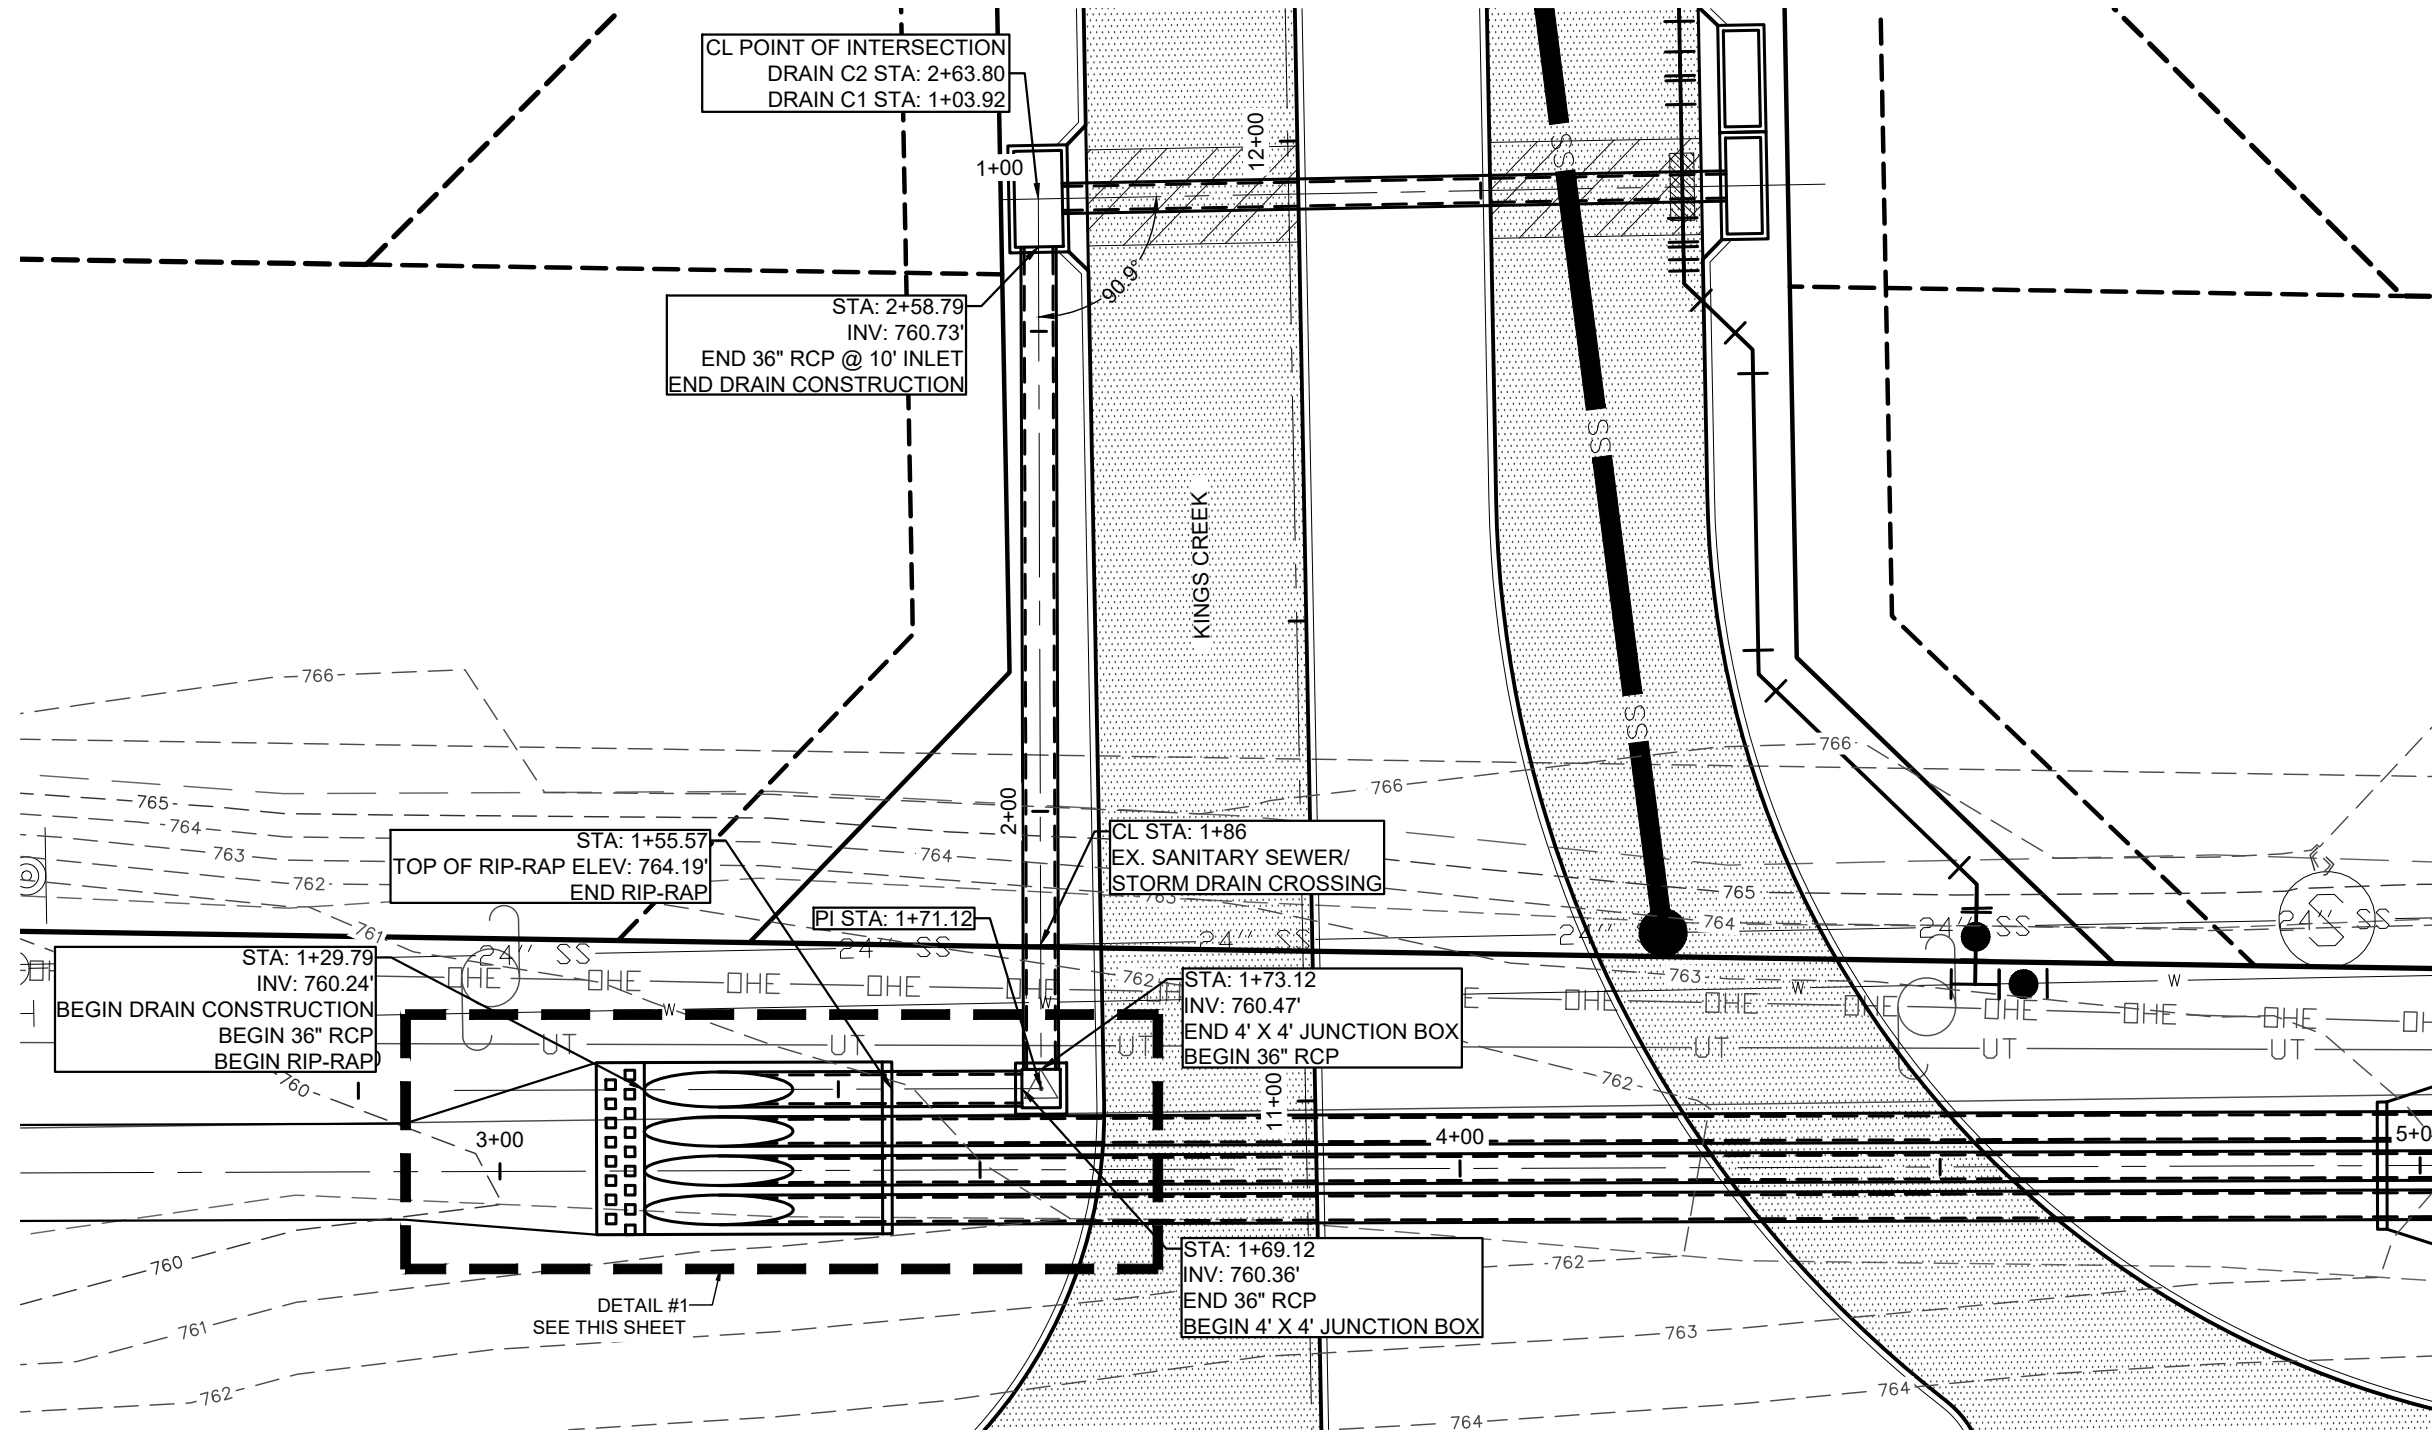 CL POINT OF INTERSECTION
DRAIN C2 STA: 2+63.80
DRAIN C1 STA: 1+03.92
1+00
12+00
SS
90.9°
STA: 2+58.79
INV: 760.73'
END 36" RCP @ 10' INLET
END DRAIN CONSTRUCTION
SS
KINGS CREEK
766
SS
766
766
765
764
763
762
2+00
764
STA: 1+55.57
TOP OF RIP-RAP ELEV: 764.19'
END RIP-RAP
CL STA: 1+86
EX. SANITARY SEWER/
STORM DRAIN CROSSING
763
765
764
PI STA: 1+71.12
761
24" SS
24" SS
24" SS
24"
24" SS
S
24" SS
STA: 1+29.79
INV: 760.24'
BEGIN DRAIN CONSTRUCTION
BEGIN 36" RCP
BEGIN RIP-RAP
OHE
OHE
OHE
OHE
OHE
OHE
OHE
OHE
OHE
762
763
W
W
W
W
STA: 1+73.12
INV: 760.47'
END 4' X 4' JUNCTION BOX
BEGIN 36" RCP
UT
UT
UT
UT
UT
UT
760
762
11+00
3+00
4+00
5+0
STA: 1+69.12
INV: 760.36'
END 36" RCP
BEGIN 4' X 4' JUNCTION BOX
760
762
DETAIL #1
SEE THIS SHEET
761
763
762
764
764